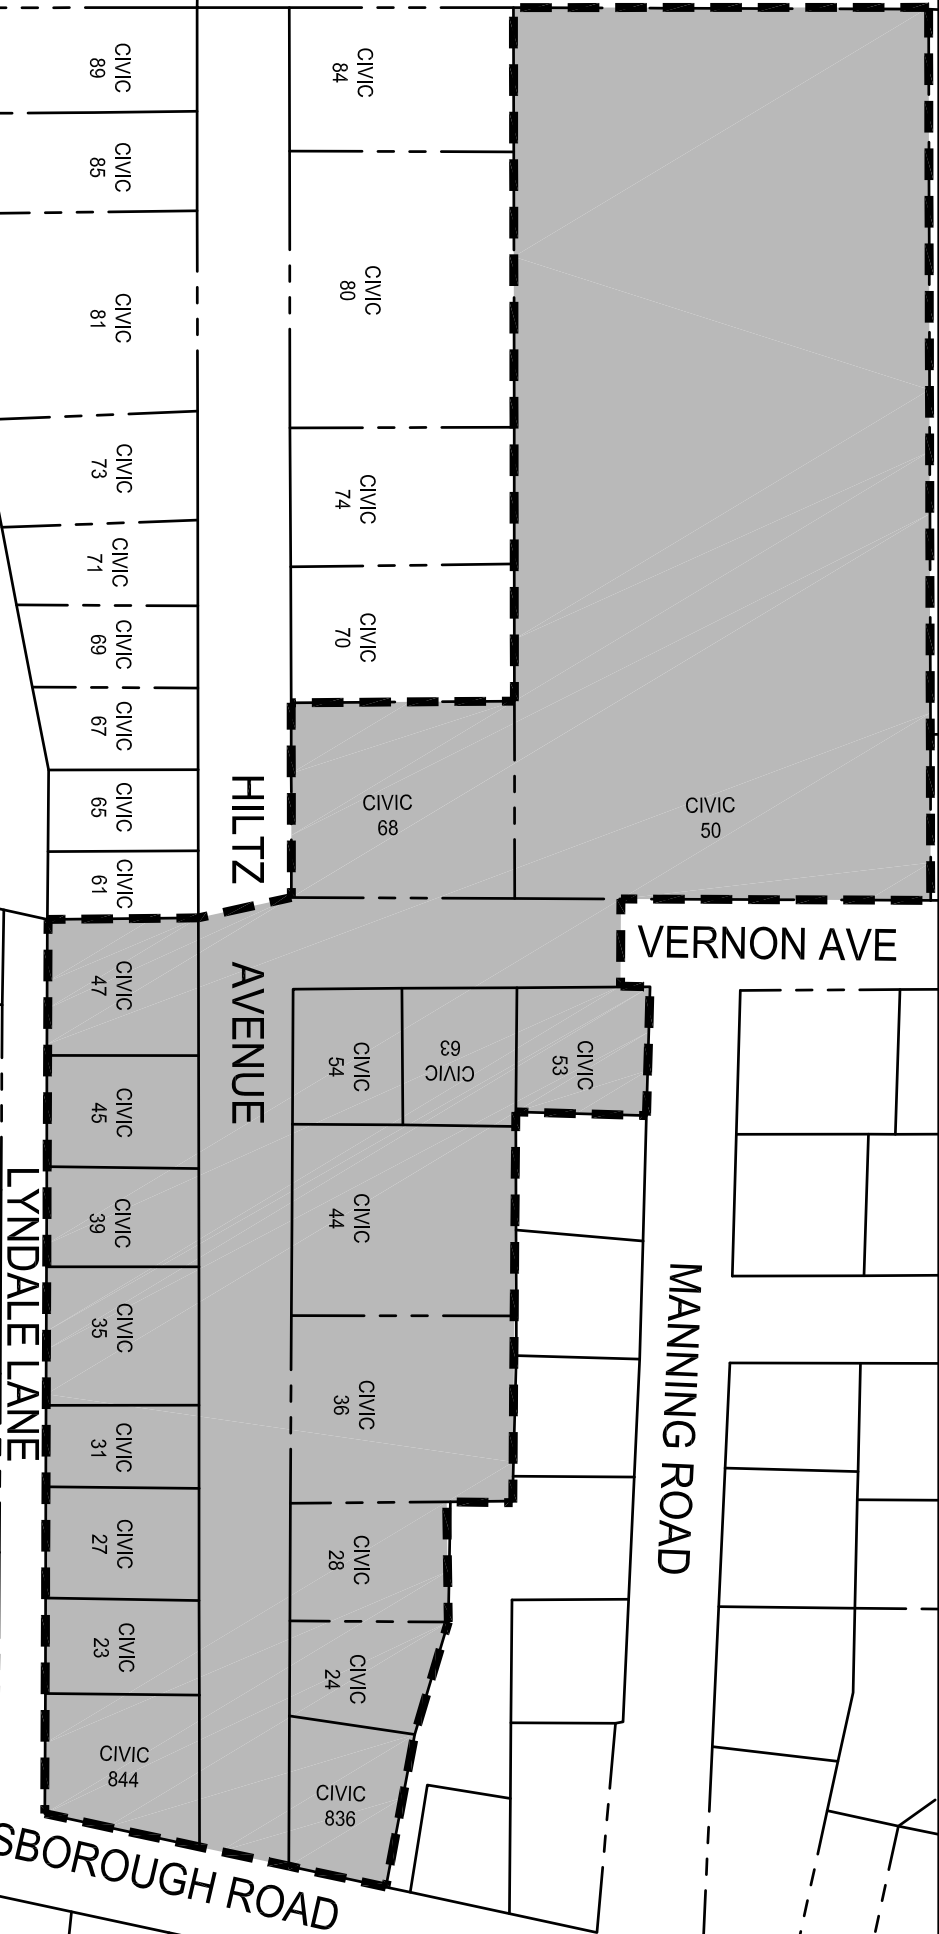 CIVIC
89
CIVIC
85
CIVIC
81
CIVIC
73
CIVIC
71
CIVIC
69
CIVIC
67
CIVIC
65
CIVIC
61
CIVIC
84
CIVIC
80
CIVIC
74
CIVIC
70
CIVIC
68
CIVIC
50
HILTZ AVENUE
VERNON AVE
CIVIC
47
CIVIC
45
CIVIC
39
CIVIC
35
CIVIC
31
CIVIC
27
CIVIC
23
CIVIC
844
CIVIC
54
CIVIC
63
CIVIC
53
CIVIC
44
CIVIC
36
CIVIC
28
CIVIC
24
CIVIC
836
LYNDALE LANE
MANNING ROAD
SBOROUGH ROAD